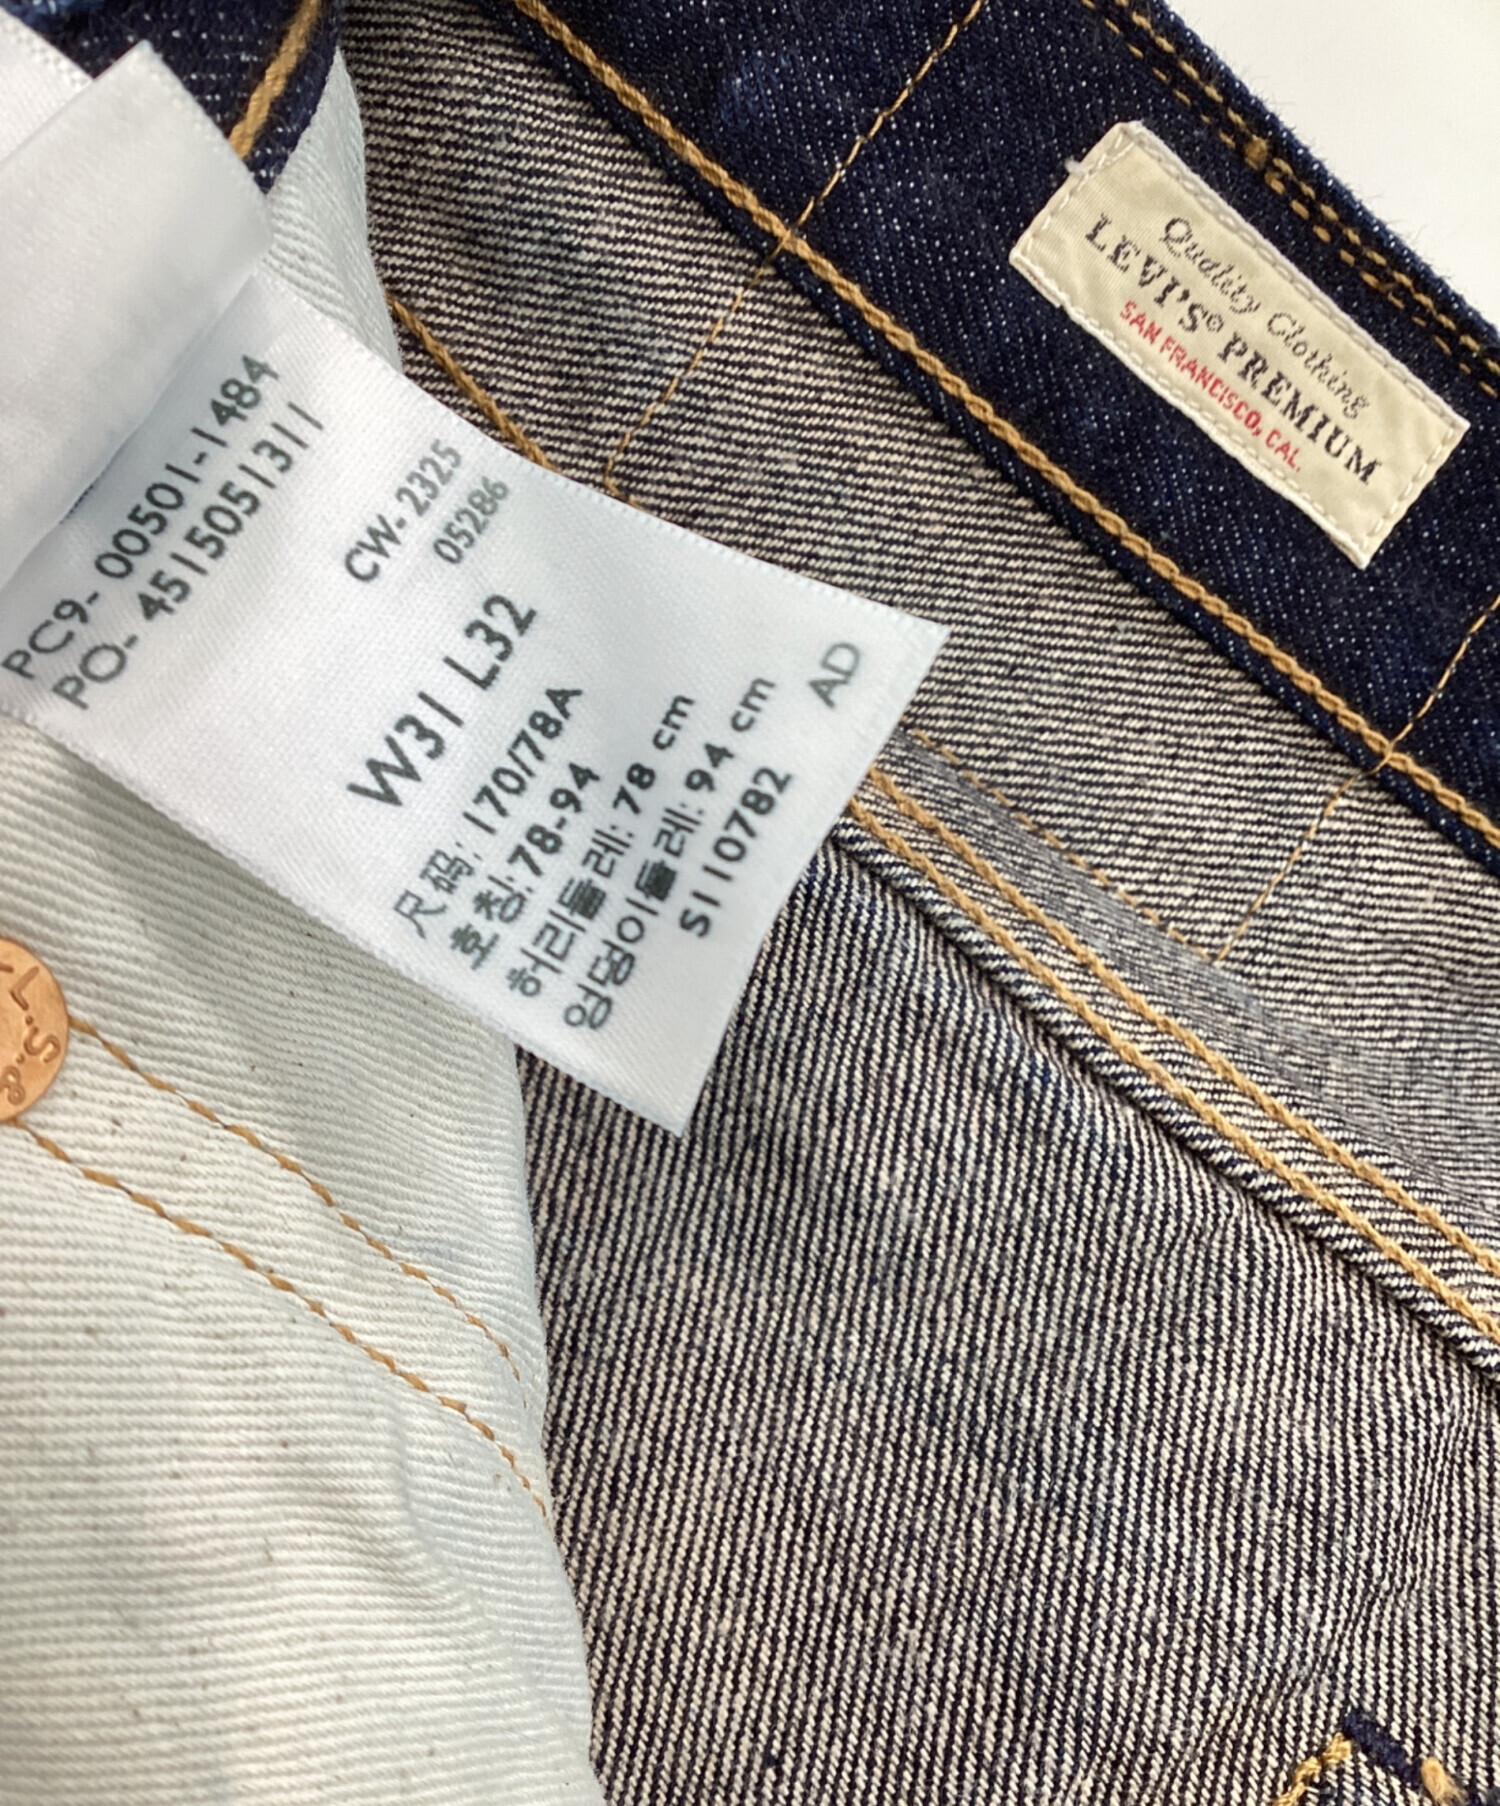 PC9- 00501-1484
PO- 4515051311
CW- 2325
05286
W31 L32
尺码: 170/78A
호칭: 78-94
허리둘레: 78 cm
엉덩이둘레: 94 cm
S110782
AD
Quality Clothing
LEVI'S® PREMIUM
SAN FRANCISCO, CAL.
L.S.&